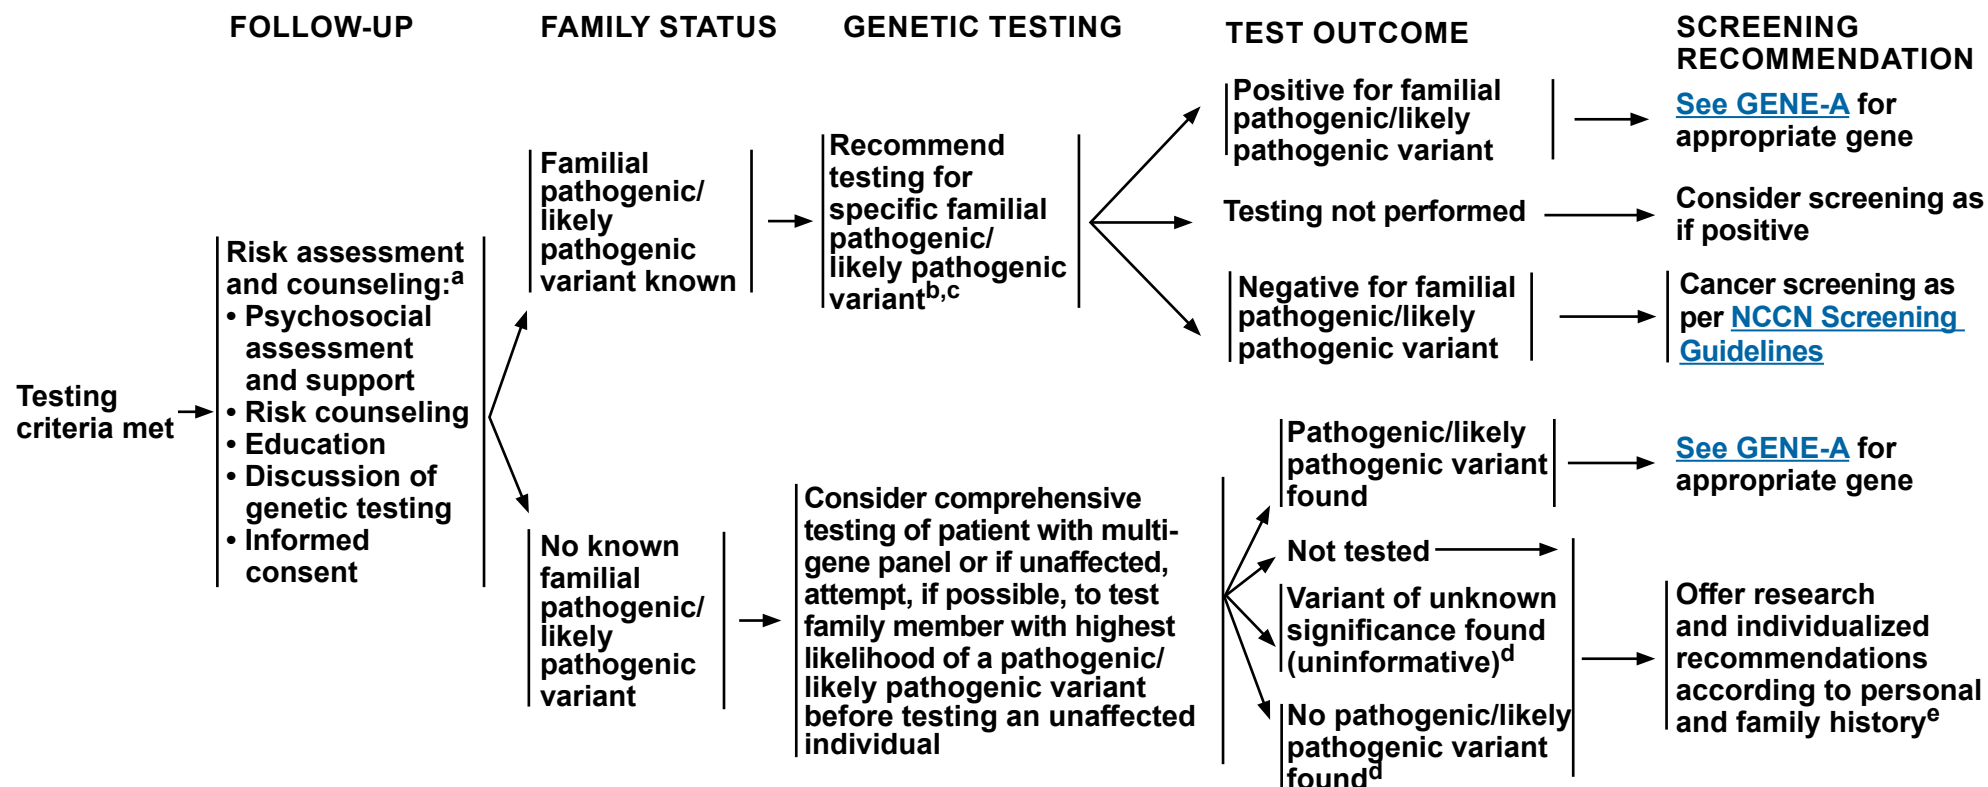 FOLLOW-UP
FAMILY STATUS
GENETIC TESTING
TEST OUTCOME
SCREENING
RECOMMENDATION
Testing
criteria met
Risk assessment
and counseling:a
• Psychosocial
assessment
and support
• Risk counseling
• Education
• Discussion of
genetic testing
• Informed
consent
Familial
pathogenic/
likely
pathogenic
variant known
Recommend
testing for
specific familial
pathogenic/
likely pathogenic
variantb,c
Positive for familial
pathogenic/likely
pathogenic variant
See GENE-A for
appropriate gene
Testing not performed
Consider screening as
if positive
Negative for familial
pathogenic/likely
pathogenic variant
Cancer screening as
per NCCN Screening
Guidelines
No known
familial
pathogenic/
likely
pathogenic
variant
Consider comprehensive
testing of patient with multi-
gene panel or if unaffected,
attempt, if possible, to test
family member with highest
likelihood of a pathogenic/
likely pathogenic variant
before testing an unaffected
individual
Pathogenic/likely
pathogenic variant
found
See GENE-A for
appropriate gene
Not tested
Variant of unknown
significance found
(uninformative)d
No pathogenic/likely
pathogenic variant
foundd
Offer research
and individualized
recommendations
according to personal
and family historye